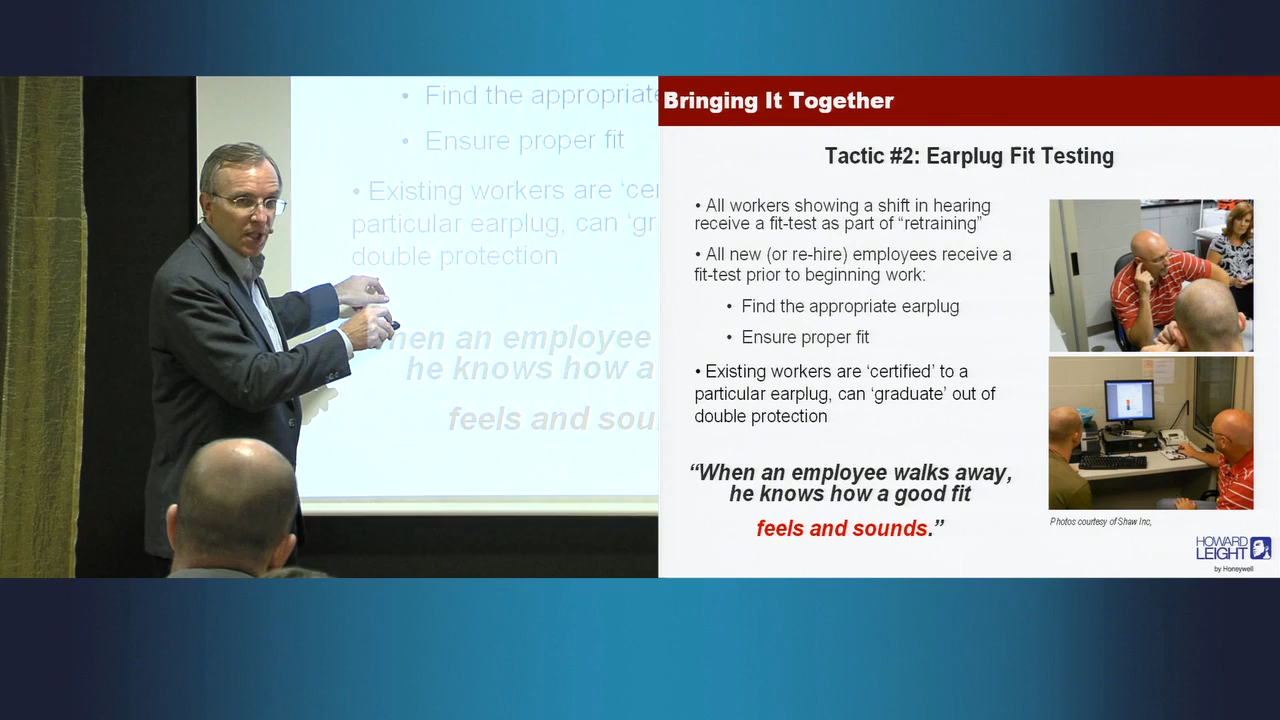 • Find the appropriate
• Ensure proper fit
• Existing workers are ‘cer
particular earplug, can ‘gr
double protection
hen an employee
he knows how a
feels and sou
Bringing It Together
Tactic #2: Earplug Fit Testing
• All workers showing a shift in hearing
receive a fit-test as part of “retraining”
• All new (or re-hire) employees receive a
fit-test prior to beginning work:
• Find the appropriate earplug
• Ensure proper fit
• Existing workers are ‘certified’ to a
particular earplug, can ‘graduate’ out of
double protection
“When an employee walks away,
he knows how a good fit
feels and sounds.”
Photos courtesy of Shaw Inc,
HOWARD
LEIGHT
by Honeywell